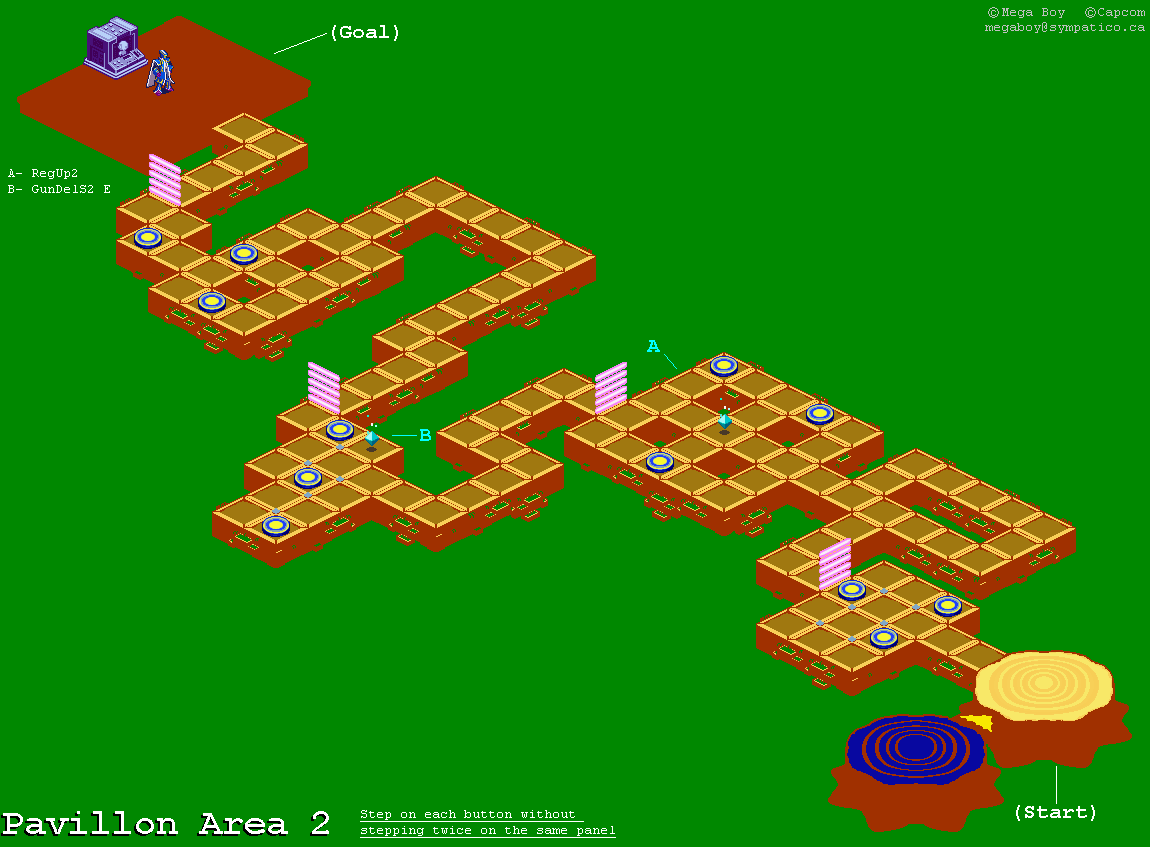 (Goal)
©Mega Boy ©Capcom
megaboy@sympatico.ca
A- RegUp2
B- GunDelS2 E
A
B
(Start)
Pavillon Area 2
Step on each button without
stepping twice on the same panel